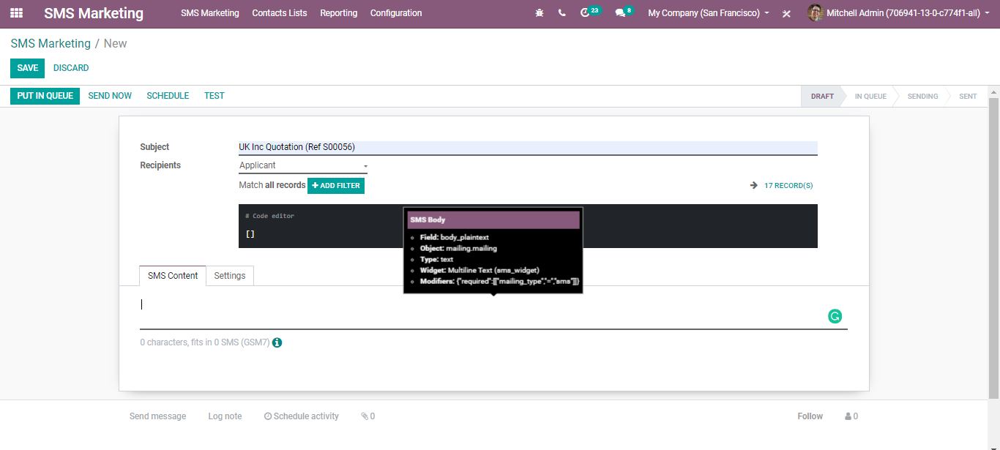 SMS Marketing SMS Marketing Contacts Lists Reporting Configuration 23 8 My Company (San Francisco) Mitchell Admin (706941-13-0-c774f1-all)
SMS Marketing / New
SAVE DISCARD
PUT IN QUEUE SEND NOW SCHEDULE TEST DRAFT IN QUEUE SENDING SENT
Subject UK Inc Quotation (Ref S00056)
Recipients Applicant
Match all records + ADD FILTER 17 RECORD(S)
# Code editor
[]
SMS Body
Field: body_plaintext
Object: mailing.mailing
Type: text
Widget: Multiline Text (sms_widget)
Modifiers: {"required":[["mailing_type","=","sms"]]}
SMS Content Settings
0 characters, fits in 0 SMS (GSM7)
Send message Log note Schedule activity 0 Follow 0